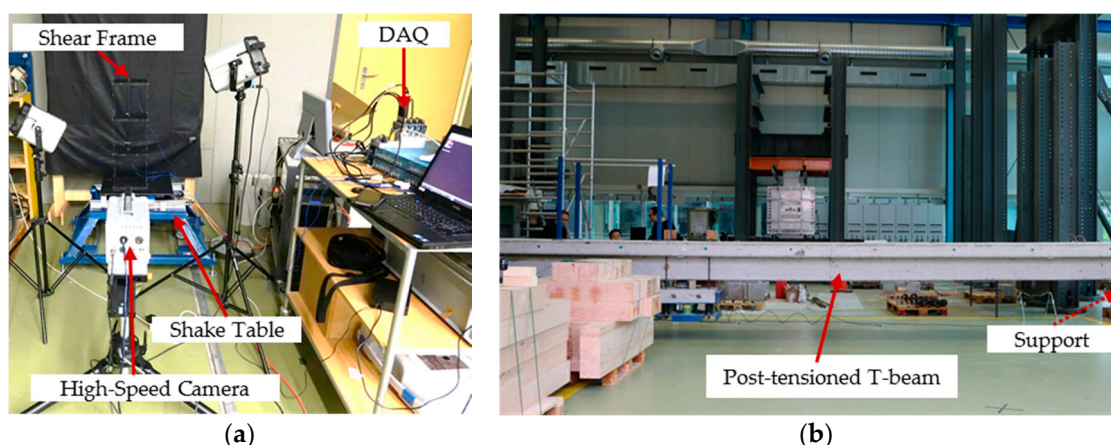 Shear Frame
DAQ
Shake Table
High-Speed Camera
Post-tensioned T-beam
Support
(a)
(b)